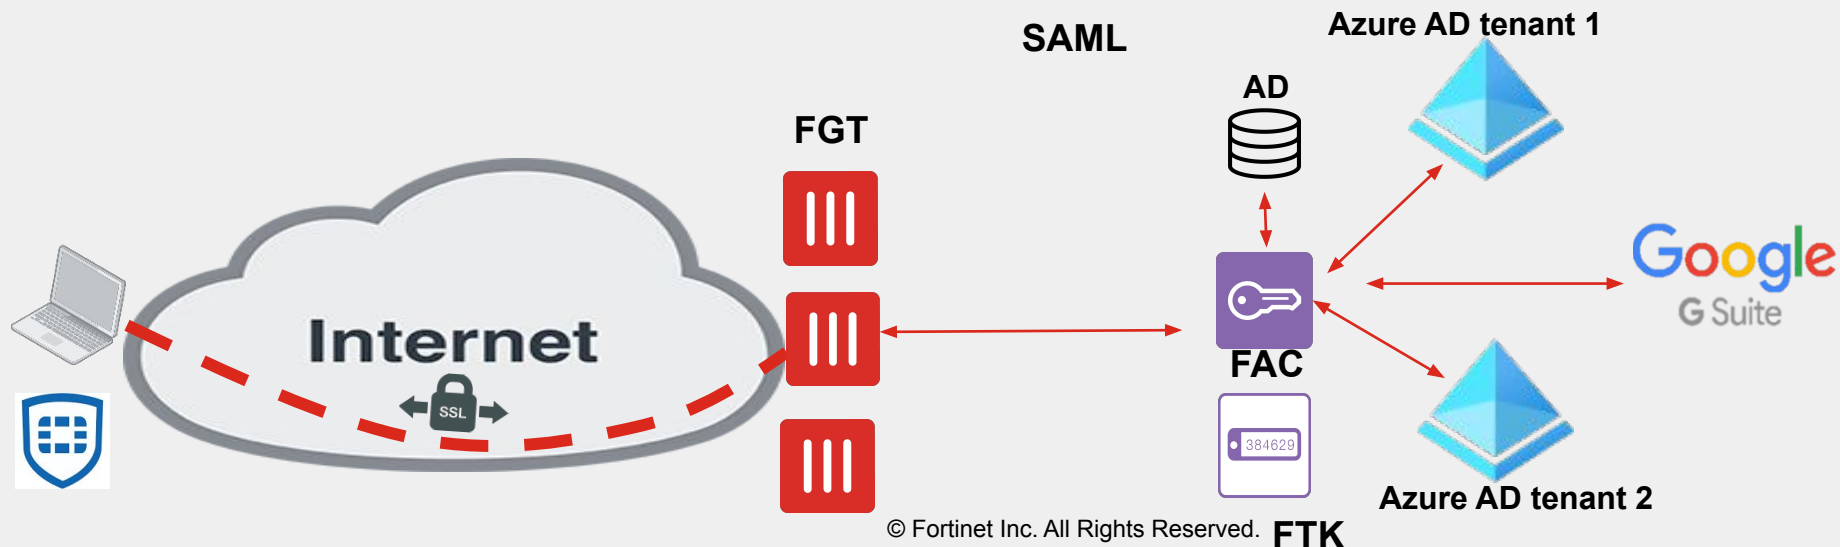 SAML
Azure AD tenant 1
AD
FGT
Google
G Suite
Internet
SSL
FAC
384629
Azure AD tenant 2
© Fortinet Inc. All Rights Reserved.
FTK